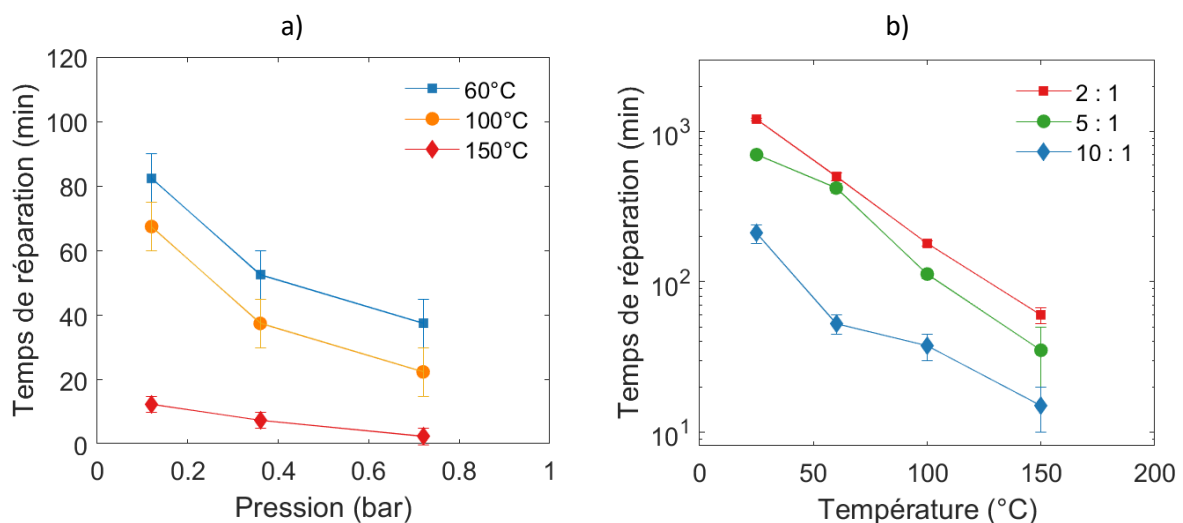 a)
Temps de réparation (min)
120
100
80
60
40
20
0
0 0.2 0.4 0.6 0.8 1
Pression (bar)
60°C
100°C
150°C
b)
Temps de réparation (min)
10³
10²
10¹
0 50 100 150 200
Température (°C)
2 : 1
5 : 1
10 : 1